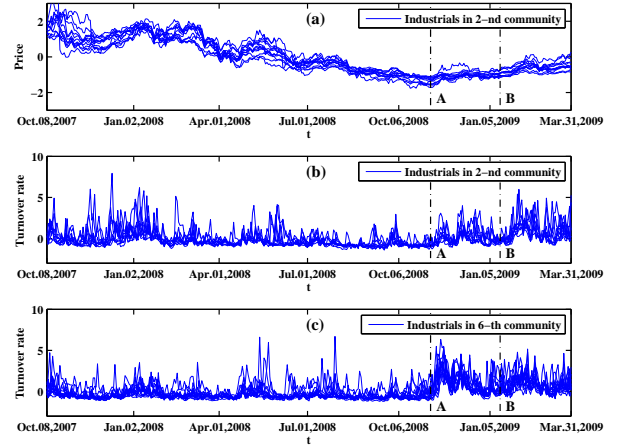 (a)
Industrials in 2−nd community
Price
2
0
−2
A
B
Oct.08,2007 Jan.02,2008 Apr.01,2008 Jul.01,2008 Oct.06,2008 Jan.05,2009 Mar.31,2009
t
(b)
Industrials in 2−nd community
Turnover rate
10
5
0
A
B
Oct.08,2007 Jan.02,2008 Apr.01,2008 Jul.01,2008 Oct.06,2008 Jan.05,2009 Mar.31,2009
t
(c)
Industrials in 6−th community
Turnover rate
10
5
0
A
B
Oct.08,2007 Jan.02,2008 Apr.01,2008 Jul.01,2008 Oct.06,2008 Jan.05,2009 Mar.31,2009
t